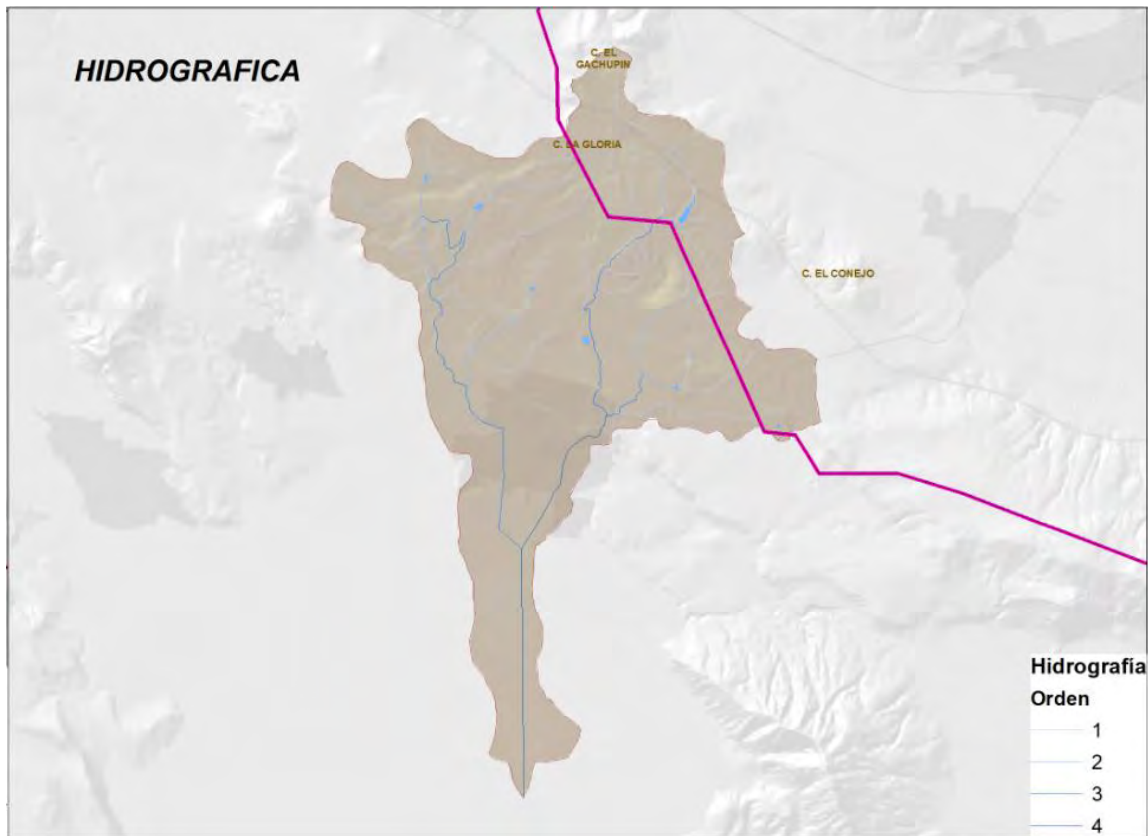 HIDROGRAFICA
C. EL
GACHUPIN
C. LA GLORIA
C. EL CONEJO
Hidrografía
Orden
1
2
3
4